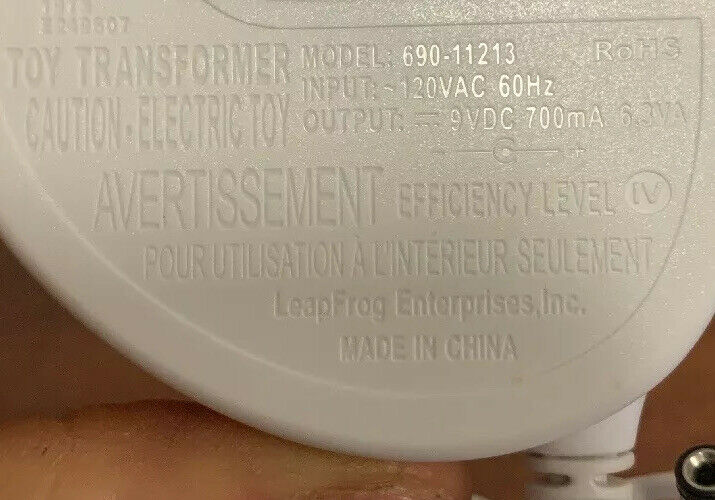 E219607
TOY TRANSFORMER MODEL: 690-11213 RoHS
INPUT: ~120VAC 60Hz
CAUTION-ELECTRIC TOY OUTPUT: ⎓ 9VDC 700mA 6.3VA
- C +
AVERTISSEMENT EFFICIENCY LEVEL IV
POUR UTILISATION À L'INTÉRIEUR SEULEMENT
LeapFrog Enterprises,Inc.
MADE IN CHINA